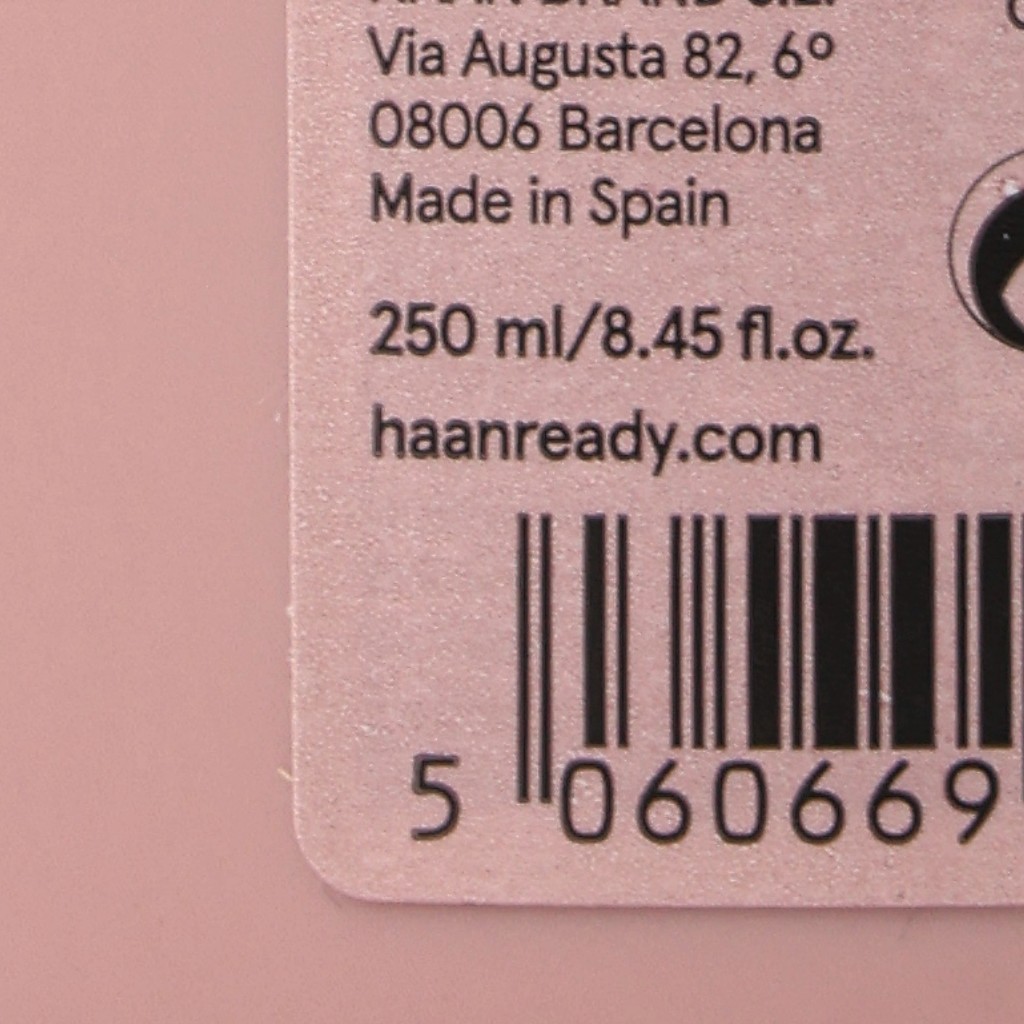 Via Augusta 82, 6º
08006 Barcelona
Made in Spain
250 ml/8.45 fl.oz.
haanready.com
5 060669